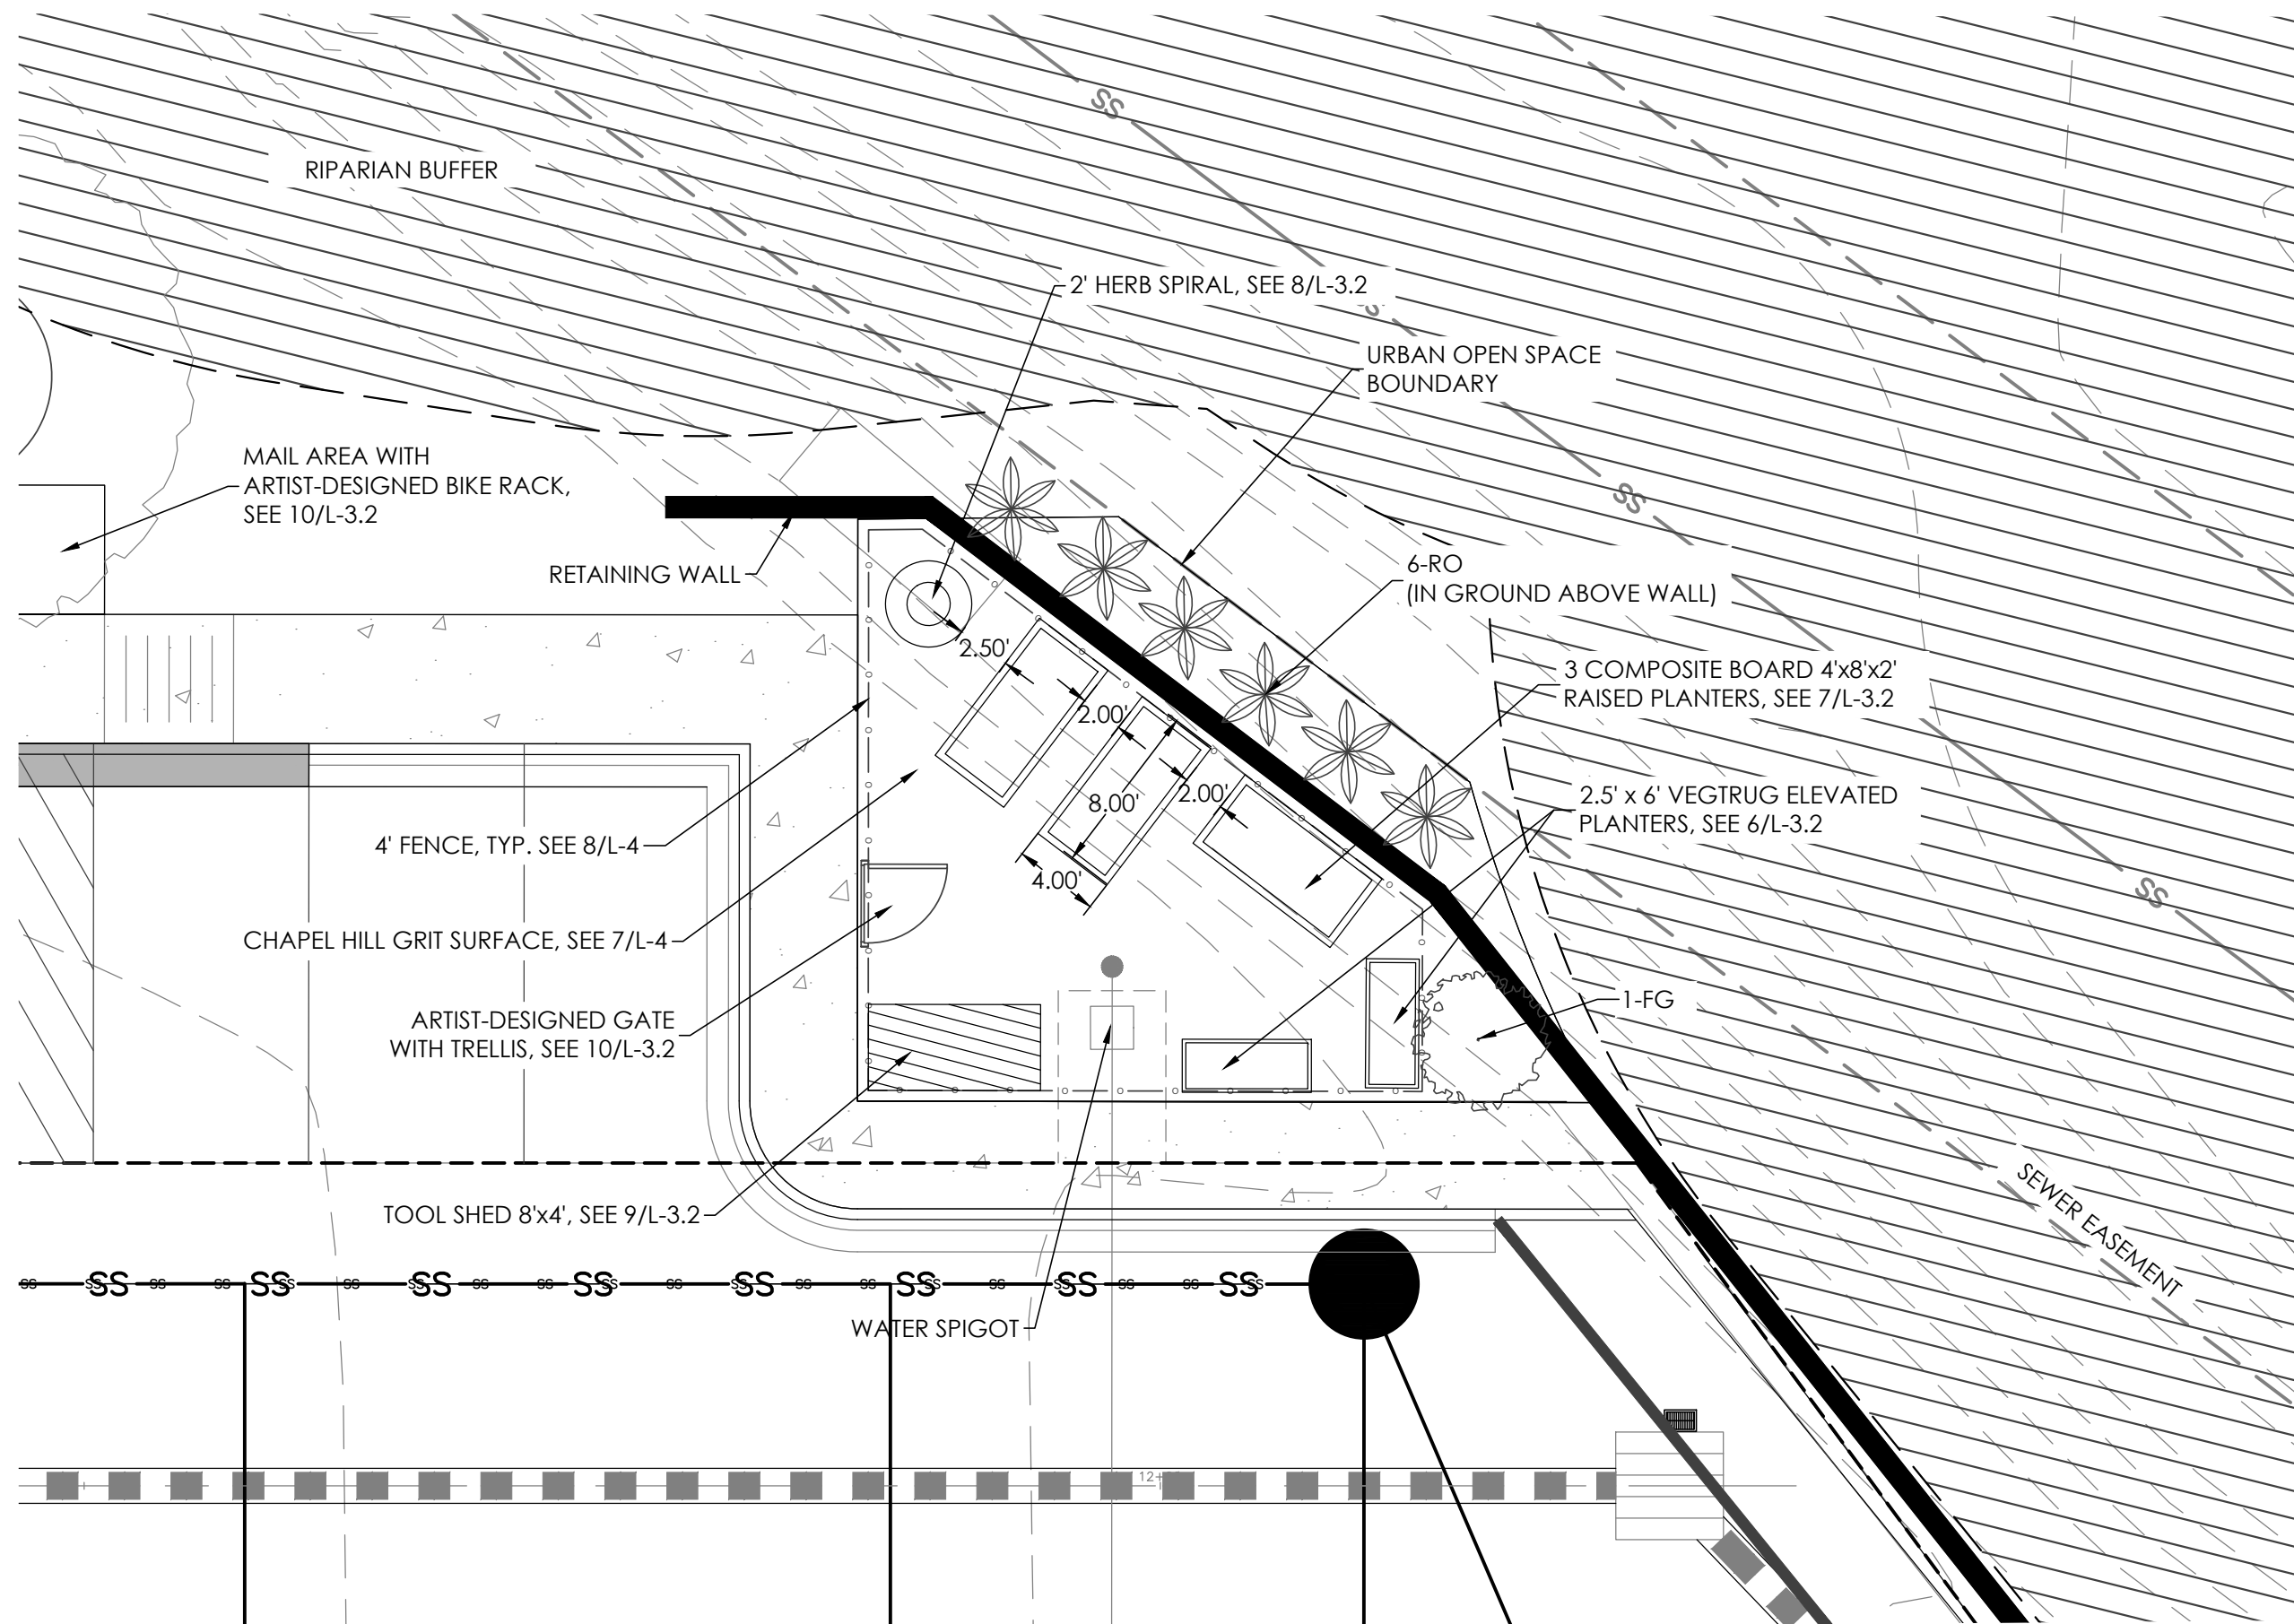 SS
RIPARIAN BUFFER
2' HERB SPIRAL, SEE 8/L-3.2
URBAN OPEN SPACE
BOUNDARY
MAIL AREA WITH
ARTIST-DESIGNED BIKE RACK,
SEE 10/L-3.2
SS
RETAINING WALL
6-RO
(IN GROUND ABOVE WALL)
2.50'
3 COMPOSITE BOARD 4'x8'x2'
RAISED PLANTERS, SEE 7/L-3.2
2.00'
2.00'
8.00'
2.5' x 6' VEGTRUG ELEVATED
PLANTERS, SEE 6/L-3.2
4' FENCE, TYP. SEE 8/L-4
4.00'
SS
CHAPEL HILL GRIT SURFACE, SEE 7/L-4
1-FG
ARTIST-DESIGNED GATE
WITH TRELLIS, SEE 10/L-3.2
TOOL SHED 8'x4', SEE 9/L-3.2
SEWER EASEMENT
SS SS SS SS SS SS SS SS
WATER SPIGOT